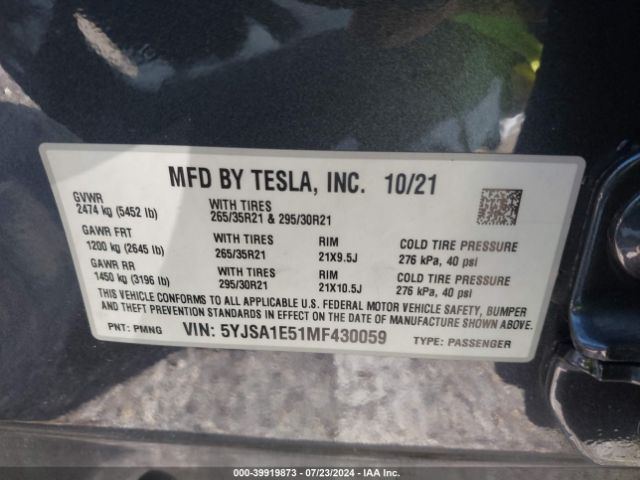 MFD BY TESLA, INC. 10/21
GVWR
2474 kg (5452 lb)
WITH TIRES
265/35R21 & 295/30R21
GAWR FRT
1200 kg (2645 lb)
WITH TIRES
265/35R21
RIM
21X9.5J
COLD TIRE PRESSURE
276 kPa, 40 psi
GAWR RR
1450 kg (3196 lb)
WITH TIRES
295/30R21
RIM
21X10.5J
COLD TIRE PRESSURE
276 kPa, 40 psi
THIS VEHICLE CONFORMS TO ALL APPLICABLE U.S. FEDERAL MOTOR VEHICLE SAFETY, BUMPER
AND THEFT PREVENTION STANDARDS IN EFFECT ON THE DATE OF MANUFACTURE SHOWN ABOVE.
PNT: PMNG VIN: 5YJSA1E51MF430059 TYPE: PASSENGER
000-39919873 / 07/23/2024 - IAA Inc.